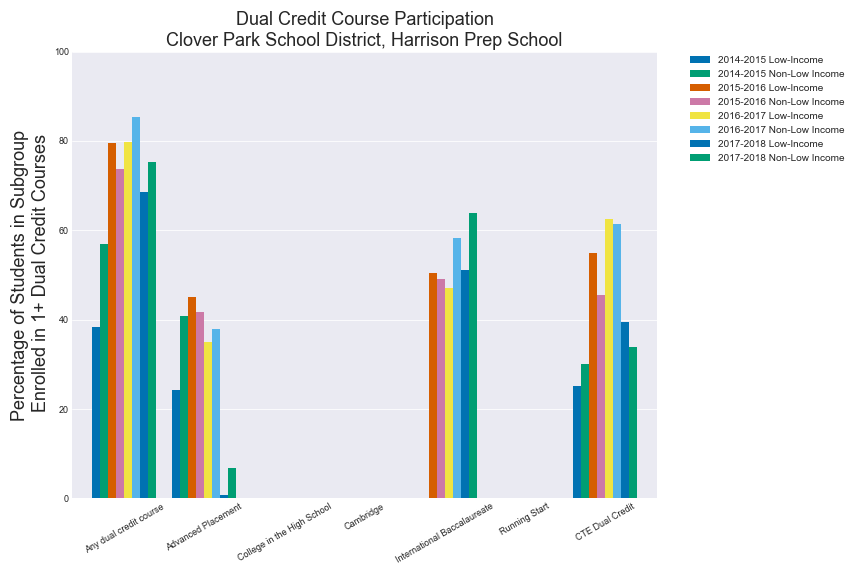 Dual Credit Course Participation
Clover Park School District, Harrison Prep School
Percentage of Students in Subgroup
Enrolled in 1+ Dual Credit Courses
100
80
60
40
20
0
Any dual credit course
Advanced Placement
College in the High School
Cambridge
International Baccalaureate
Running Start
CTE Dual Credit
2014-2015 Low-Income
2014-2015 Non-Low Income
2015-2016 Low-Income
2015-2016 Non-Low Income
2016-2017 Low-Income
2016-2017 Non-Low Income
2017-2018 Low-Income
2017-2018 Non-Low Income